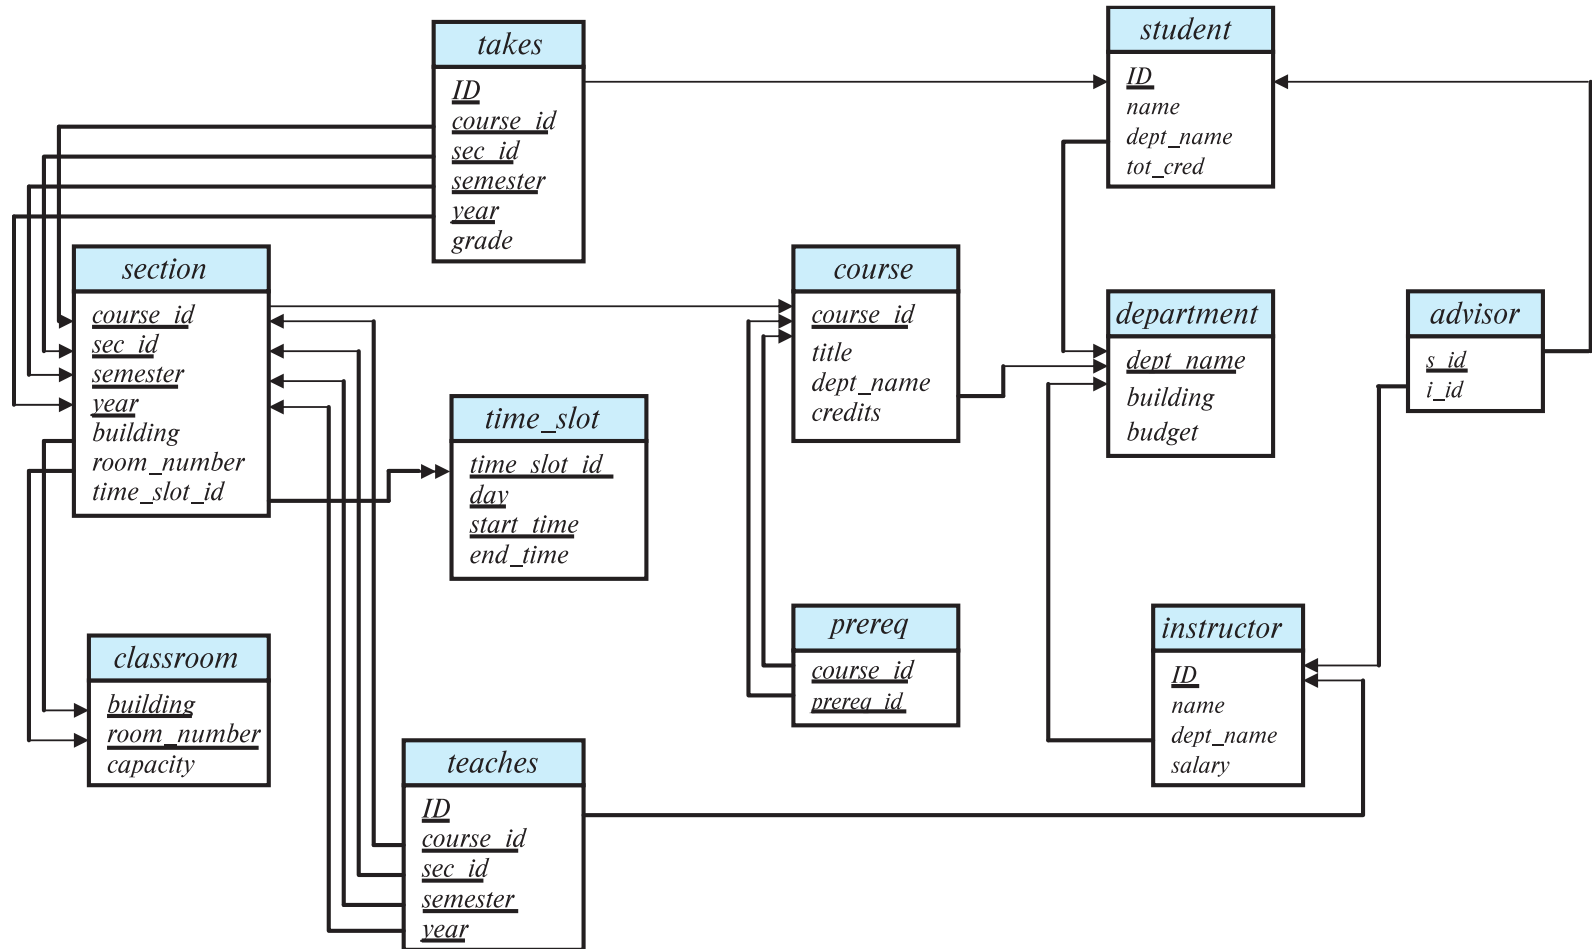 takes
ID
course_id
sec_id
semester
year
grade
student
ID
name
dept_name
tot_cred
section
course_id
sec_id
semester
year
building
room_number
time_slot_id
course
course_id
title
dept_name
credits
department
dept_name
building
budget
advisor
s_id
i_id
time_slot
time_slot_id
day
start_time
end_time
classroom
building
room_number
capacity
prereq
course_id
prereq_id
instructor
ID
name
dept_name
salary
teaches
ID
course_id
sec_id
semester
year